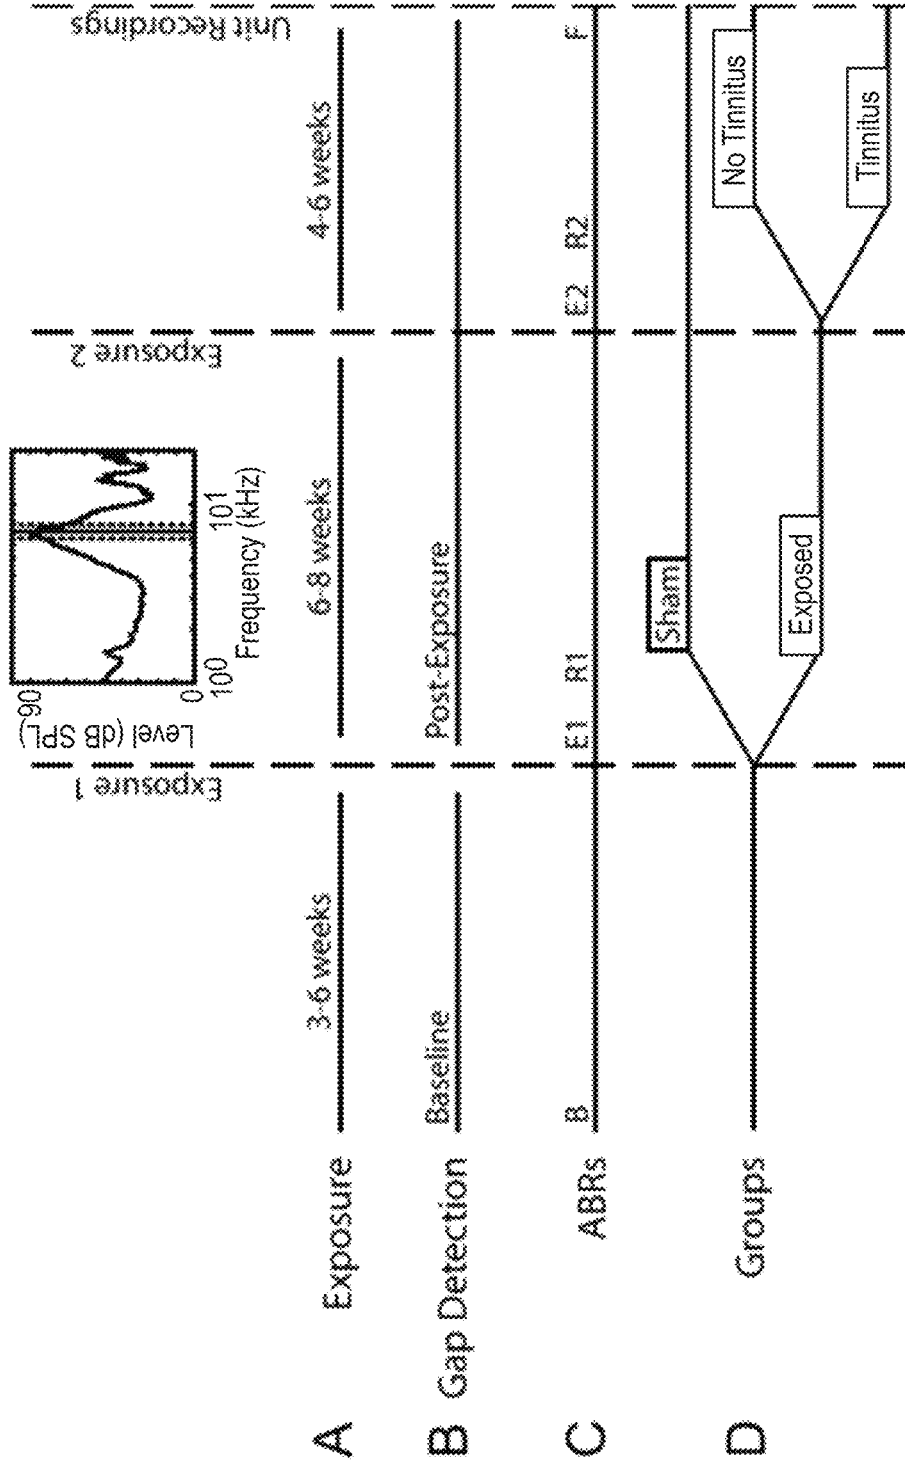 Exposure 1
Exposure 2
Unit Recordings
Level (dB SPL)
90
0
10⁰
10¹
Frequency (kHz)
A
Exposure
3-6 weeks
6-8 weeks
4-6 weeks
B
Gap Detection
Baseline
Post-Exposure
C
ABRs
B
E1
R1
E2
R2
F
D
Groups
Sham
Exposed
No Tinnitus
Tinnitus